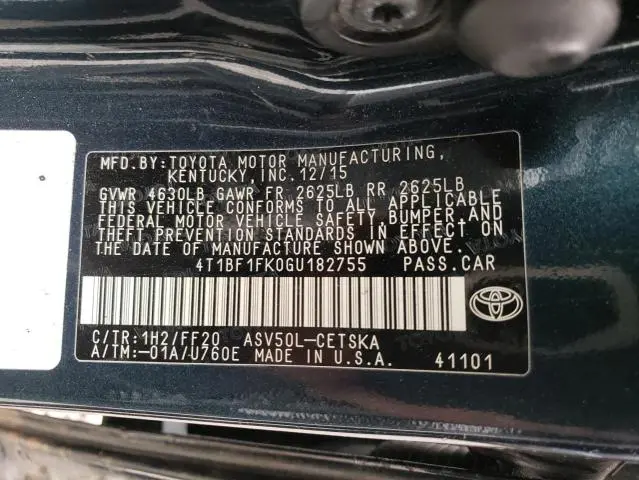 MFD.BY:TOYOTA MOTOR MANUFACTURING,
KENTUCKY,INC.12/15
GVWR 4630LB GAWR FR 2625LB RR 2625LB
THIS VEHICLE CONFORMS TO ALL APPLICABLE
FEDERAL MOTOR VEHICLE SAFETY,BUMPER,AND
THEFT PREVENTION STANDARDS IN EFFECT ON
THE DATE OF MANUFACTURE SHOWN ABOVE.
4T1BF1FK0GU182755 PASS.CAR
C/TR:1H2/FF20 ASV50L-CETSKA
A/TM:-01A/U760E MADE IN U.S.A. 41101